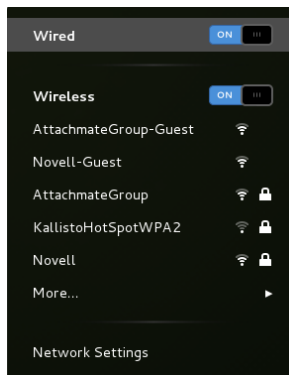 Wired ON
Wireless ON
AttachmateGroup-Guest
Novell-Guest
AttachmateGroup
KallistoHotSpotWPA2
Novell
More...
Network Settings